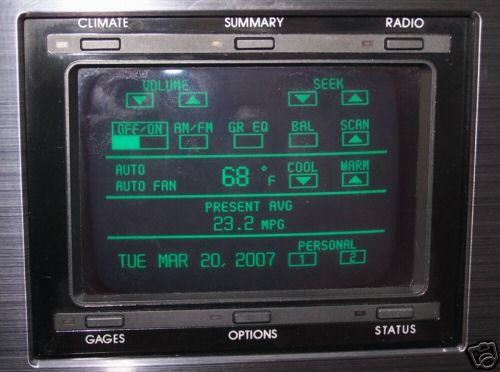 CLIMATE SUMMARY RADIO
VOLUME SEEK
OFF/ON AM/FM GR EQ BAL SCAN
AUTO 68 °F COOL WARM
AUTO FAN
PRESENT AVG
23.2 MPG
PERSONAL
TUE MAR 20, 2007 1 2
GAGES OPTIONS STATUS